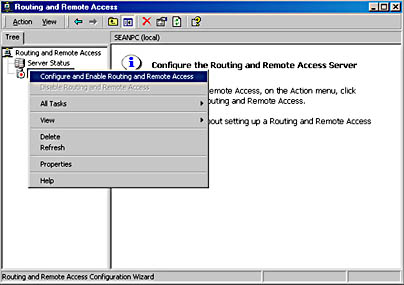 Routing and Remote Access
Action View
Tree
SEANPC (local)
Routing and Remote Access
Server Status
Configure and Enable Routing and Remote Access
Disable Routing and Remote Access
All Tasks
View
Delete
Refresh
Properties
Help
Configure the Routing and Remote Access Server
emote Access, on the Action menu, click
outing and Remote Access.
out setting up a Routing and Remote Access
Routing and Remote Access Configuration Wizard